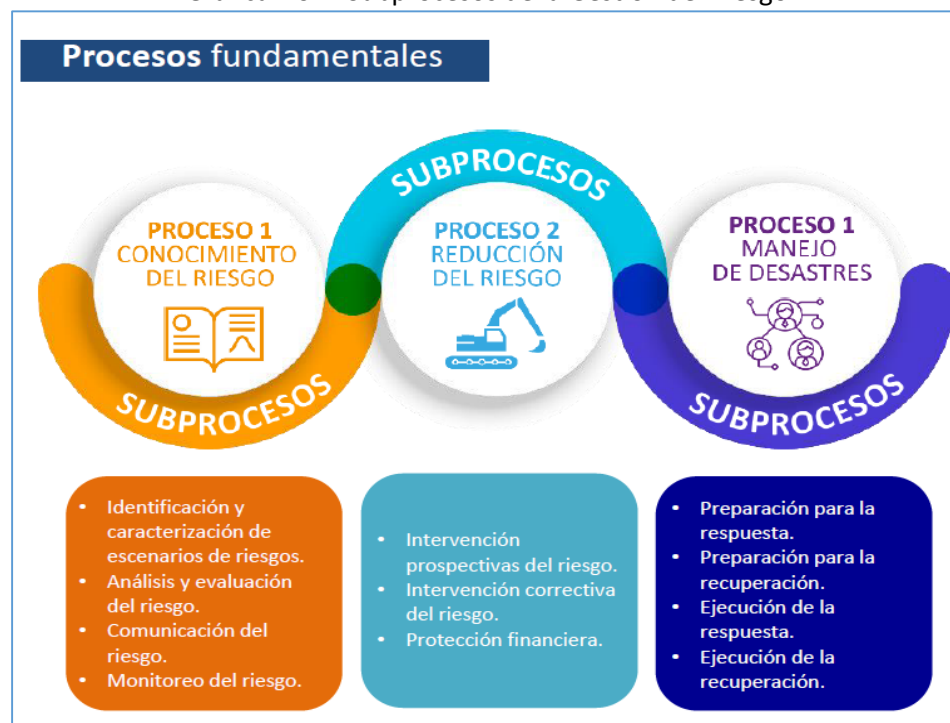 Procesos fundamentales
SUBPROCESOS
PROCESO 1
CONOCIMIENTO
DEL RIESGO
PROCESO 2
REDUCCIÓN
DEL RIESGO
PROCESO 1
MANEJO
DE DESASTRES
SUBPROCESOS
SUBPROCESOS
• Identificación y
caracterización de
escenarios de riesgos.
• Análisis y evaluación
del riesgo.
• Comunicación del
riesgo.
• Monitoreo del riesgo.
• Intervención
prospectivas del riesgo.
• Intervención correctiva
del riesgo.
• Protección financiera.
• Preparación para la
respuesta.
• Preparación para la
recuperación.
• Ejecución de la
respuesta.
• Ejecución de la
recuperación.